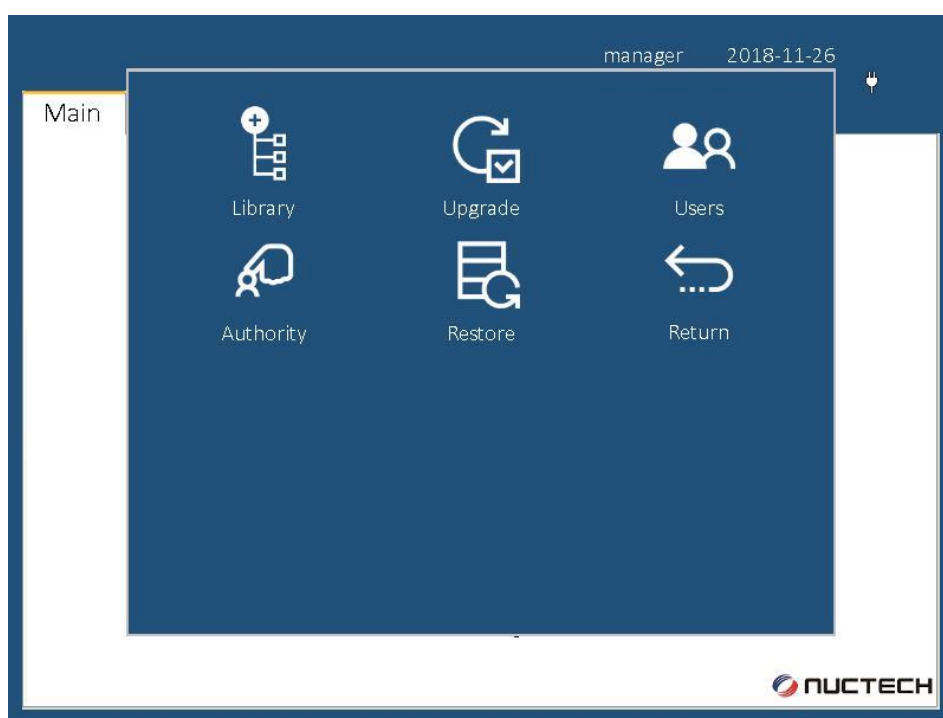 manager 2018-11-26
Main
Library Upgrade Users
Authority Restore Return
NUCTECH